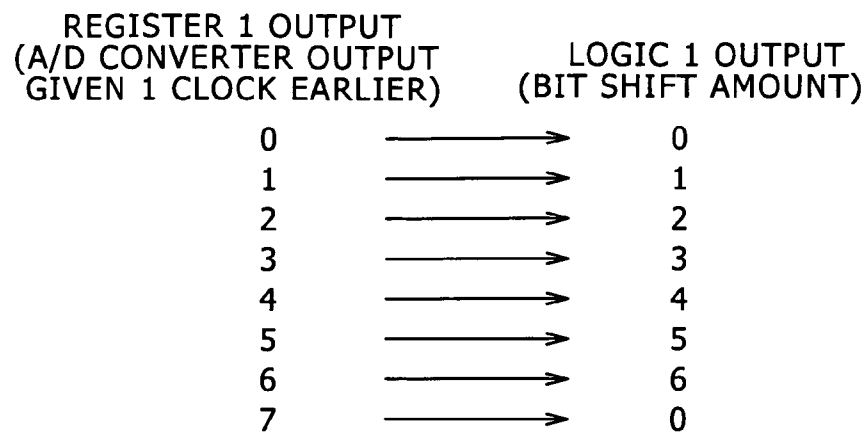 REGISTER 1 OUTPUT
(A/D CONVERTER OUTPUT
GIVEN 1 CLOCK EARLIER)
LOGIC 1 OUTPUT
(BIT SHIFT AMOUNT)
0 0
1 1
2 2
3 3
4 4
5 5
6 6
7 0